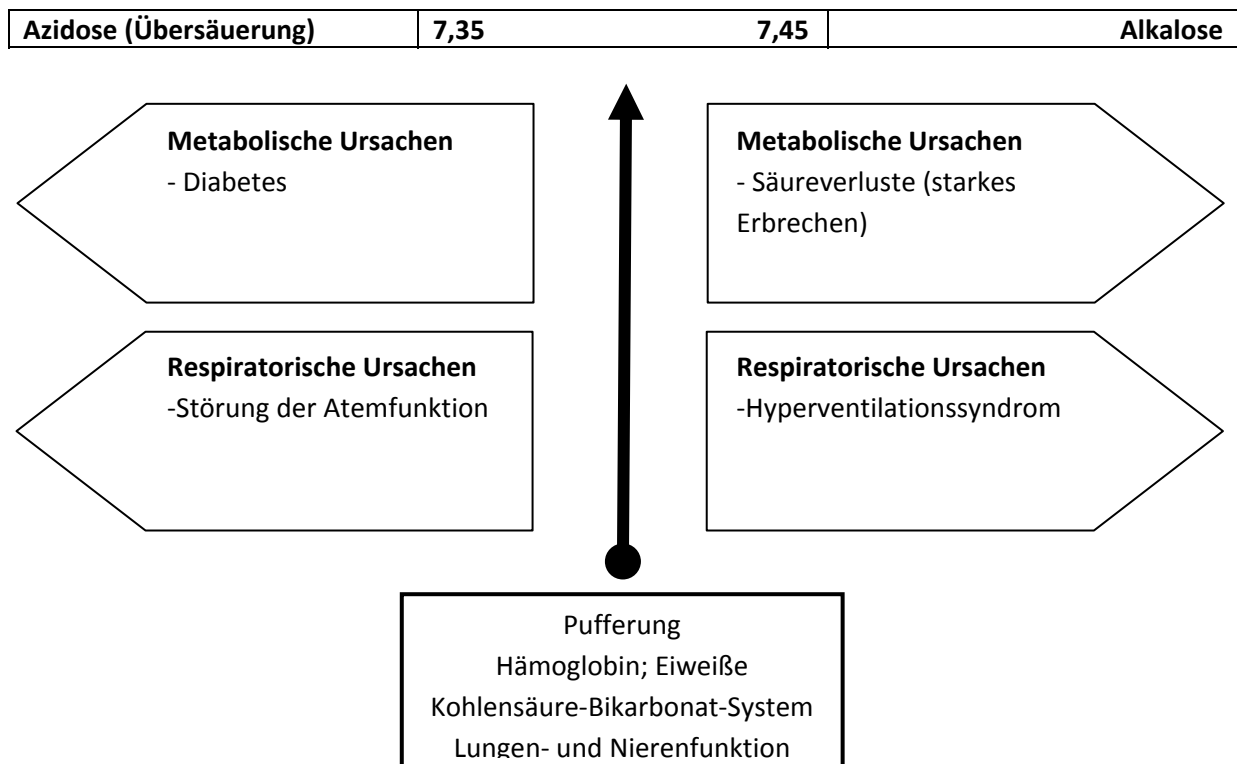 Azidose (Übersäuerung) 7,35 7,45 Alkalose
Metabolische Ursachen
- Diabetes
Metabolische Ursachen
- Säureverluste (starkes
Erbrechen)
Respiratorische Ursachen
-Störung der Atemfunktion
Respiratorische Ursachen
-Hyperventilationssyndrom
Pufferung
Hämoglobin; Eiweiße
Kohlensäure-Bikarbonat-System
Lungen- und Nierenfunktion